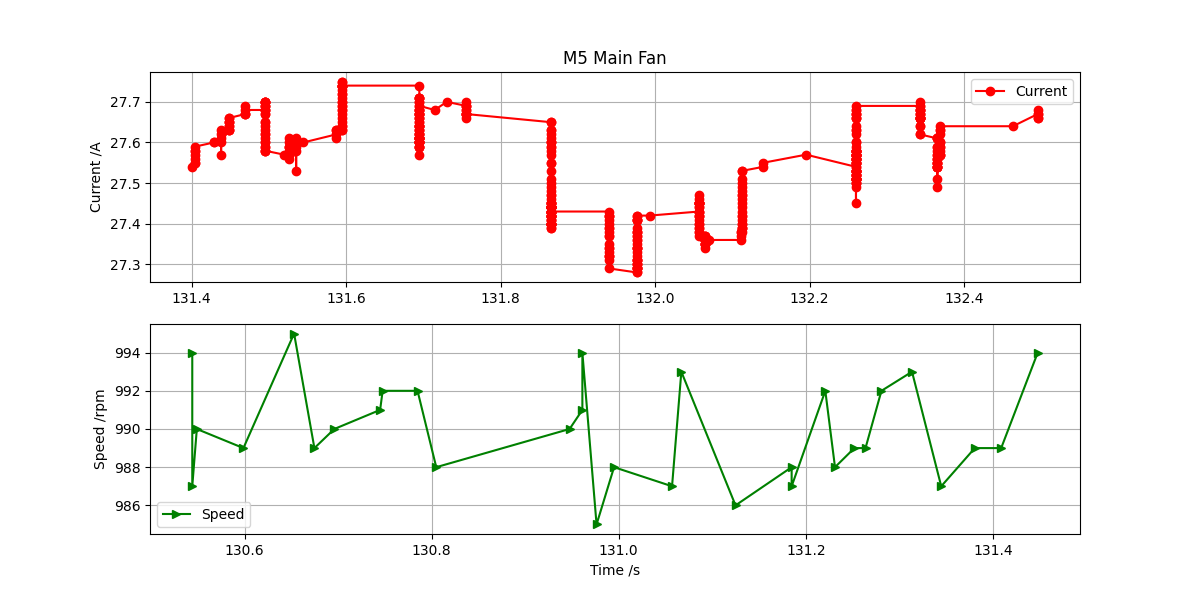 M5 Main Fan
Current /A
27.7
27.6
27.5
27.4
27.3
Current
131.4 131.6 131.8 132.0 132.2 132.4
Speed /rpm
994
992
990
988
986
Speed
130.6 130.8 131.0 131.2 131.4
Time /s